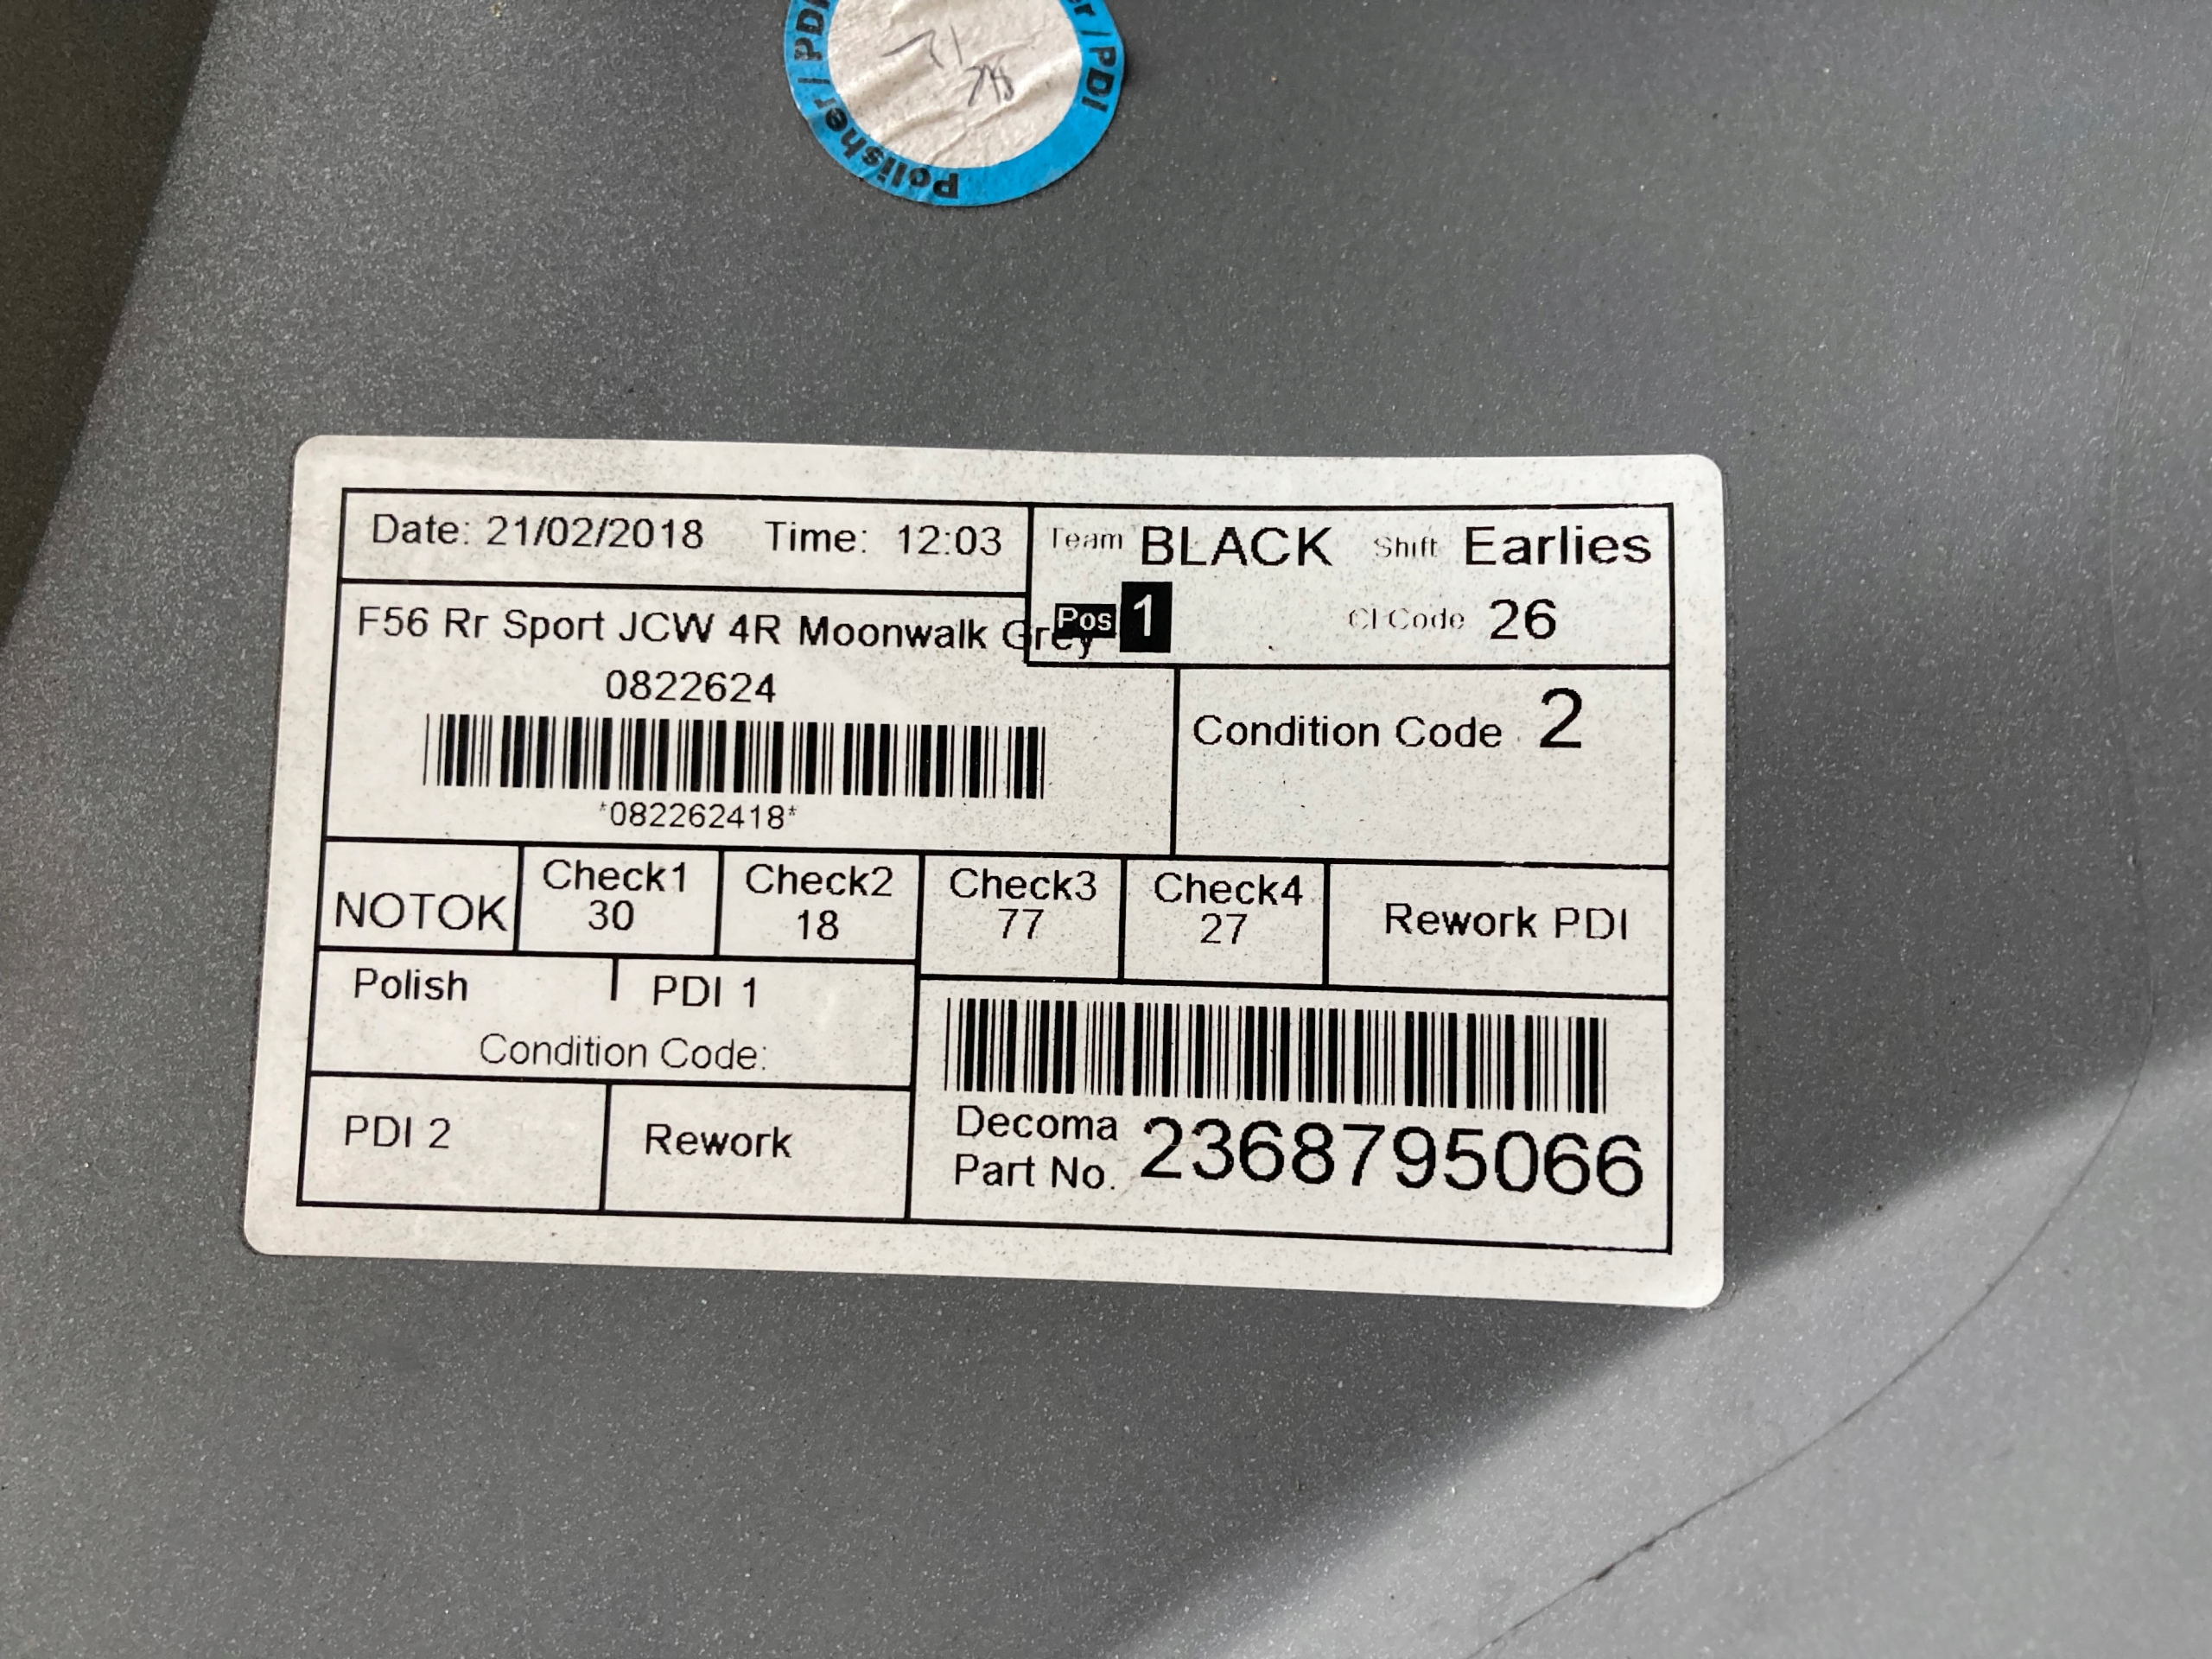 Polisher / PDI
er / PDI
Date: 21/02/2018 Time: 12:03
Team BLACK Shift Earlies
Pos 1 CI Code 26
F56 Rr Sport JCW 4R Moonwalk Grey
0822624
*082262418*
Condition Code 2
NOTOK
Check1
30
Check2
18
Check3
77
Check4
27
Rework PDI
Polish PDI 1
Condition Code:
PDI 2
Rework
Decoma
Part No. 2368795066